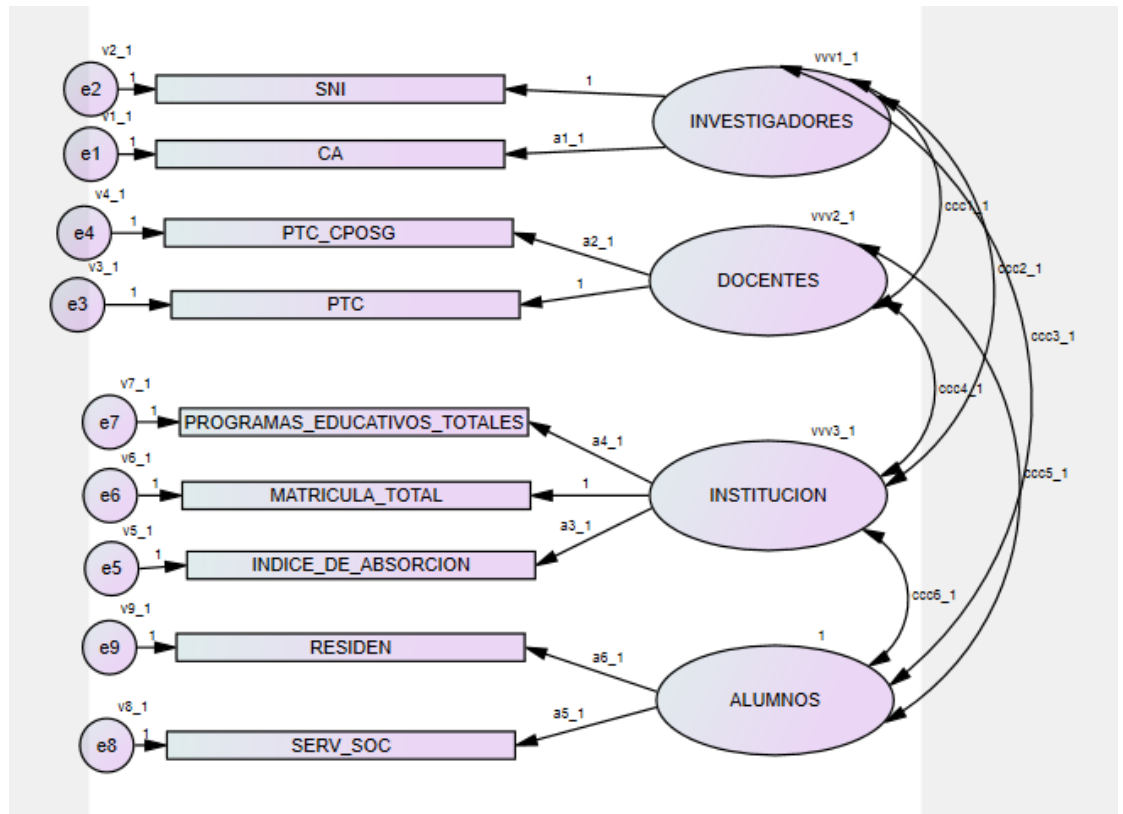 v2_1
e2
1
SNI
1
INVESTIGADORES
vvv1_1
v1_1
e1
1
CA
a1_1
ccc1_1
v4_1
e4
1
PTC_CPOSG
a2_1
DOCENTES
vvv2_1
ccc2_1
v3_1
e3
1
PTC
1
ccc3_1
ccc4_1
v7_1
e7
1
PROGRAMAS_EDUCATIVOS_TOTALES
a4_1
vvv3_1
ccc5_1
v6_1
e6
1
MATRICULA_TOTAL
1
INSTITUCION
v5_1
e5
1
INDICE_DE_ABSORCION
a3_1
ccc6_1
v9_1
e9
1
RESIDEN
a6_1
1
ALUMNOS
v8_1
e8
1
SERV_SOC
a5_1